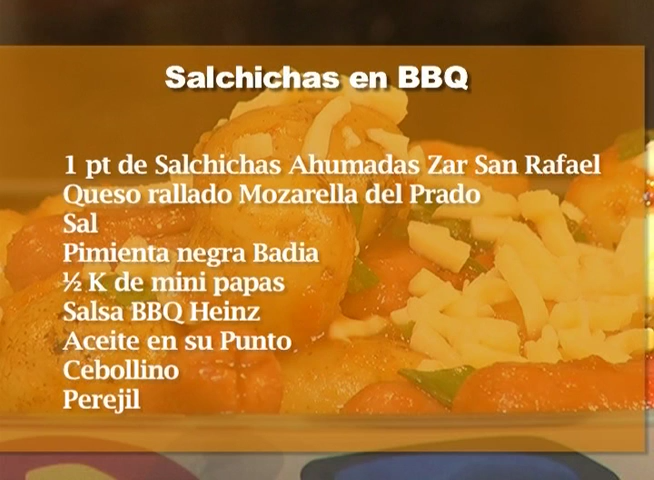 Salchichas en BBQ
1 pt de Salchichas Ahumadas Zar San Rafael
Queso rallado Mozarella del Prado
Sal
Pimienta negra Badia
½ K de mini papas
Salsa BBQ Heinz
Aceite en su Punto
Cebollino
Perejil